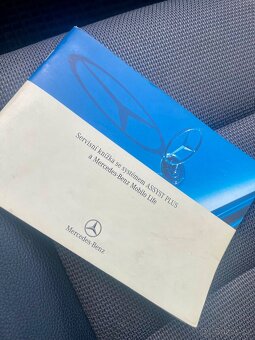 Servisní knížka se systémem ASSYST PLUS
a Mercedes-Benz Mobilo Life
Mercedes-Benz